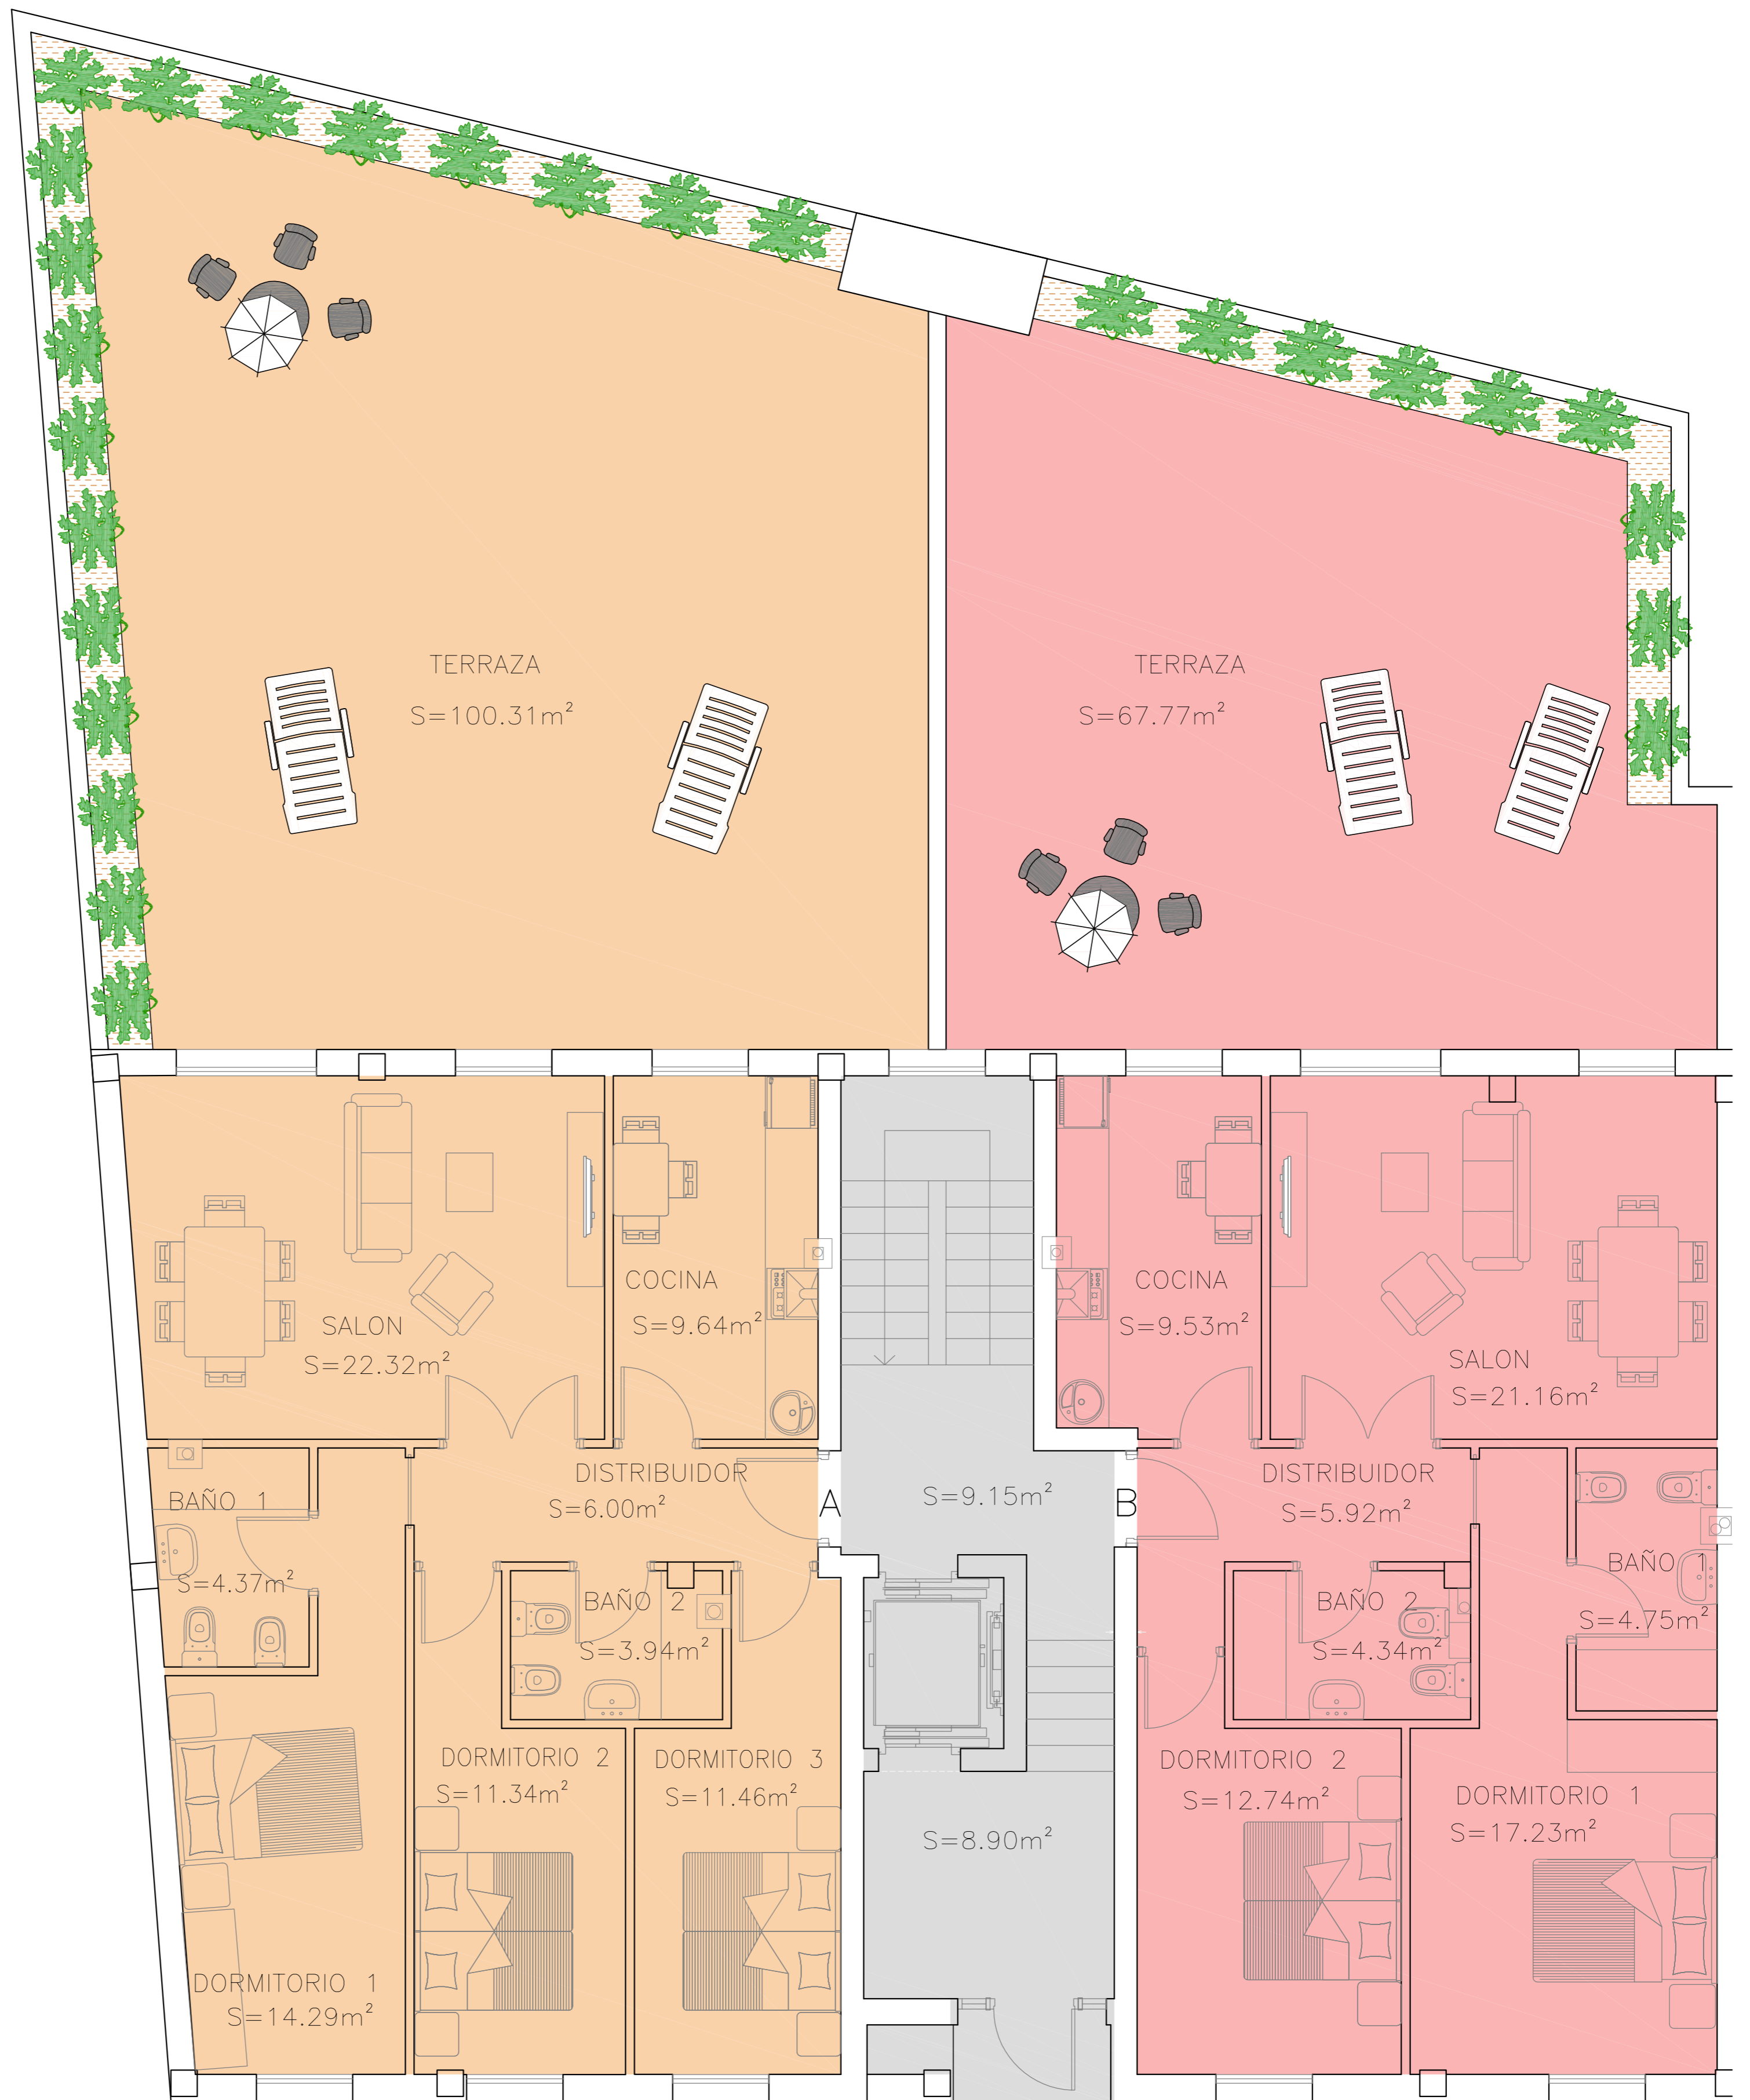 TERRAZA
S=100.31m²
TERRAZA
S=67.77m²
COCINA
S=9.64m²
SALON
S=22.32m²
COCINA
S=9.53m²
SALON
S=21.16m²
DISTRIBUIDOR
S=6.00m²
A
S=9.15m²
B
DISTRIBUIDOR
S=5.92m²
BAÑO 1
S=4.37m²
BAÑO 2
S=3.94m²
BAÑO 2
S=4.34m²
BAÑO 1
S=4.75m²
DORMITORIO 2
S=11.34m²
DORMITORIO 3
S=11.46m²
S=8.90m²
DORMITORIO 2
S=12.74m²
DORMITORIO 1
S=17.23m²
DORMITORIO 1
S=14.29m²